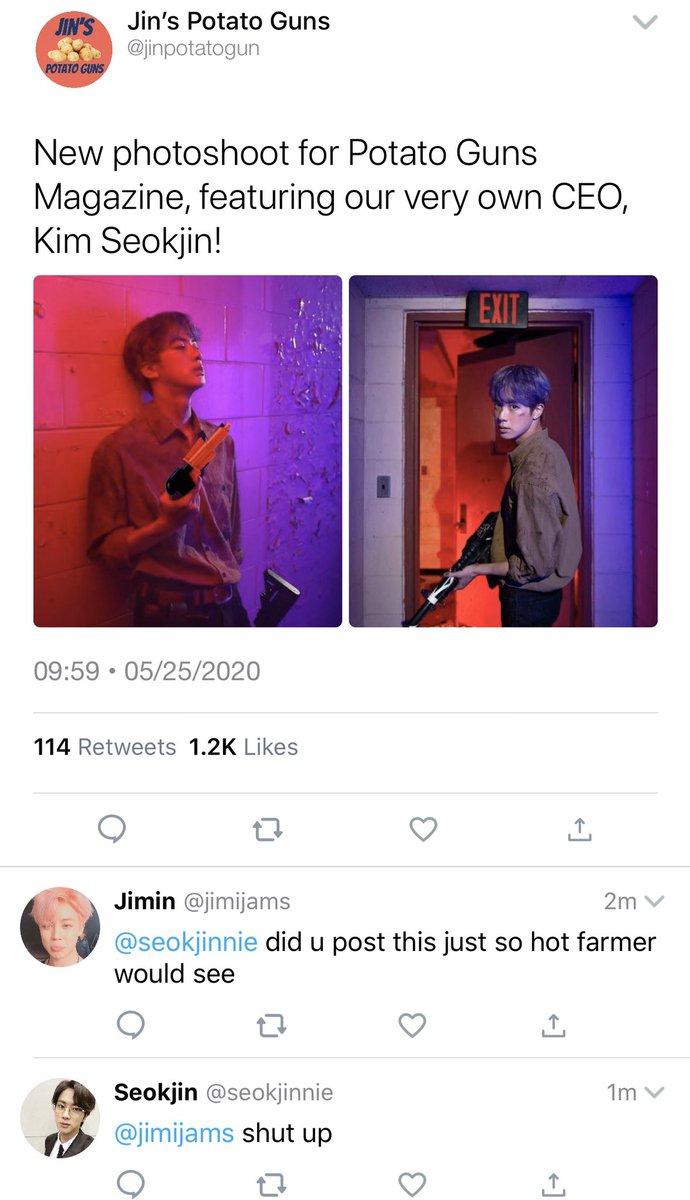 JIN'S
POTATO GUNS
Jin's Potato Guns
@jinpotatogun
New photoshoot for Potato Guns
Magazine, featuring our very own CEO,
Kim Seokjin!
EXIT
09:59 • 05/25/2020
114 Retweets 1.2K Likes
Jimin @jimijams 2m
@seokjinnie did u post this just so hot farmer
would see
Seokjin @seokjinnie 1m
@jimijams shut up